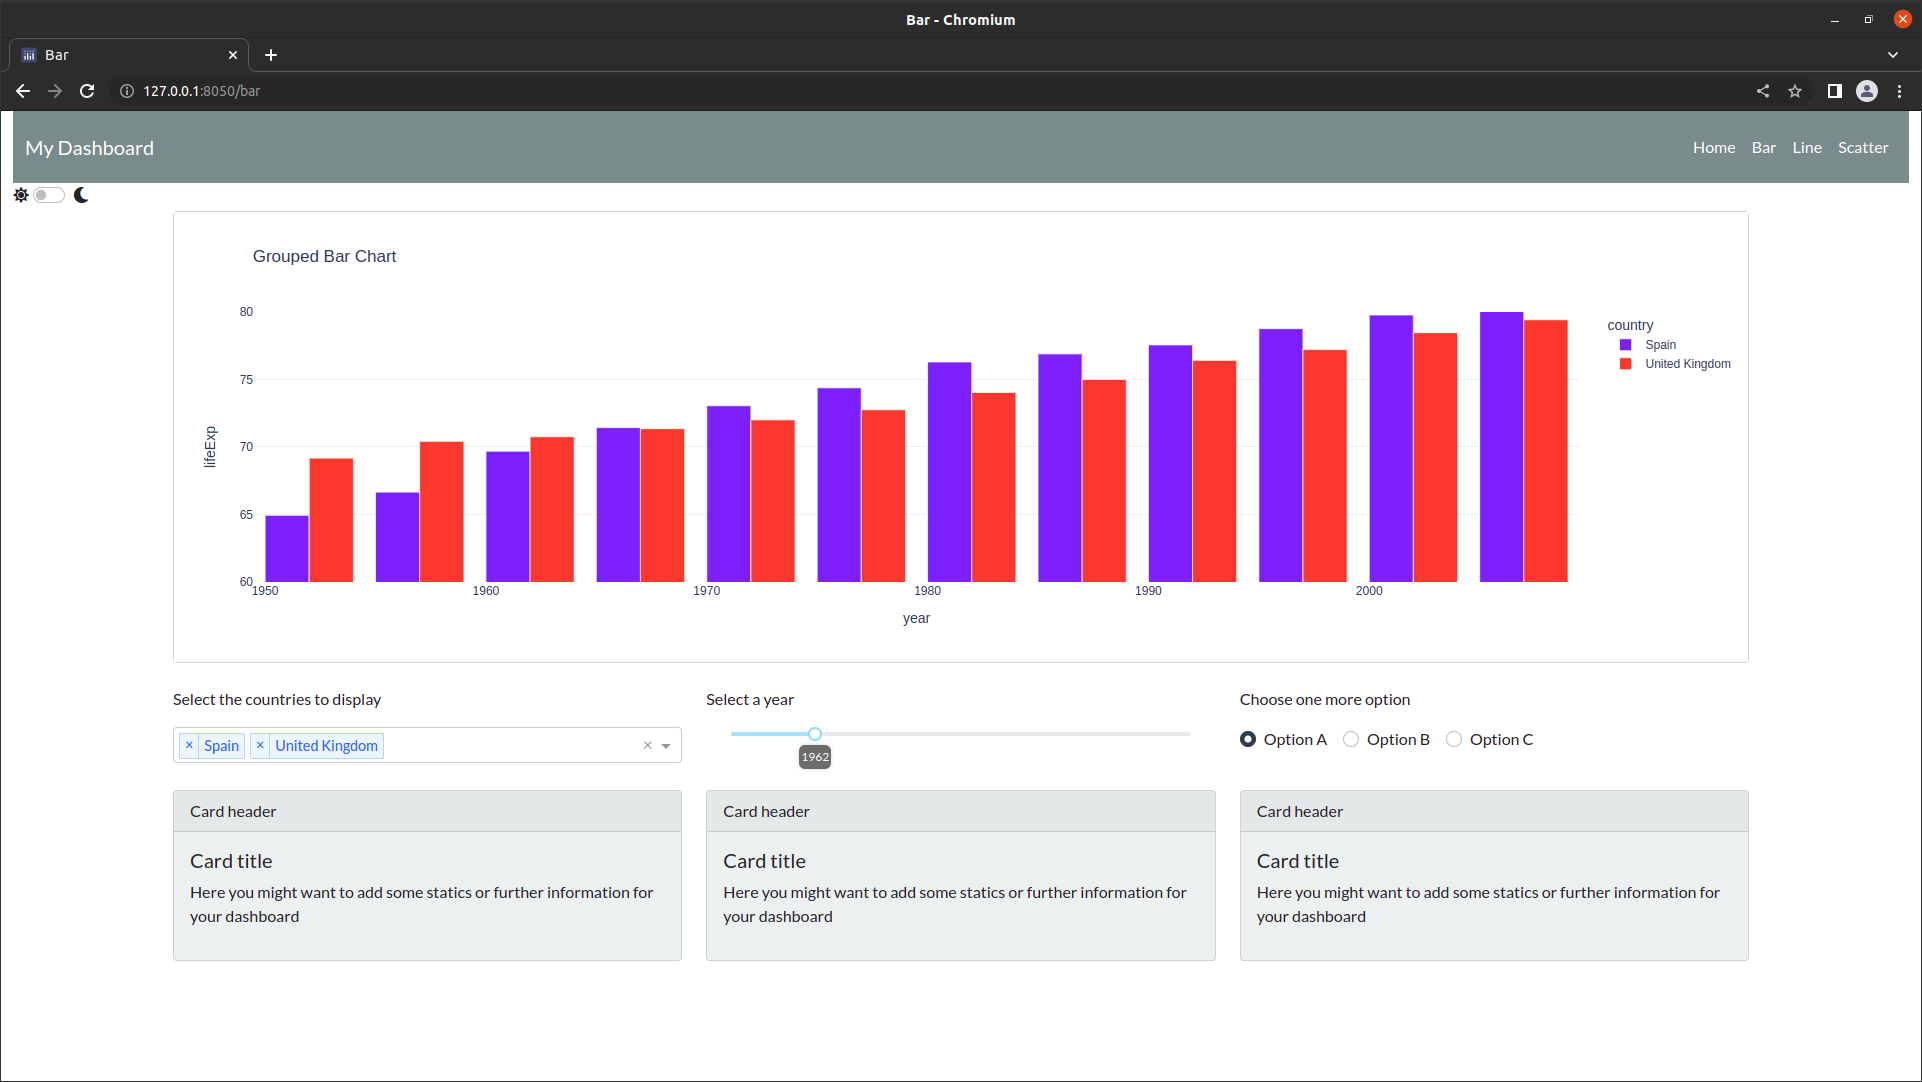 Bar - Chromium
Bar
127.0.0.1:8050/bar
My Dashboard
Home Bar Line Scatter
Grouped Bar Chart
80
75
70
65
60
lifeExp
1950 1960 1970 1980 1990 2000
year
country
Spain
United Kingdom
Select the countries to display
× Spain × United Kingdom ×
Select a year
1962
Choose one more option
Option A Option B Option C
Card header
Card title
Here you might want to add some statics or further information for
your dashboard
Card header
Card title
Here you might want to add some statics or further information for
your dashboard
Card header
Card title
Here you might want to add some statics or further information for
your dashboard